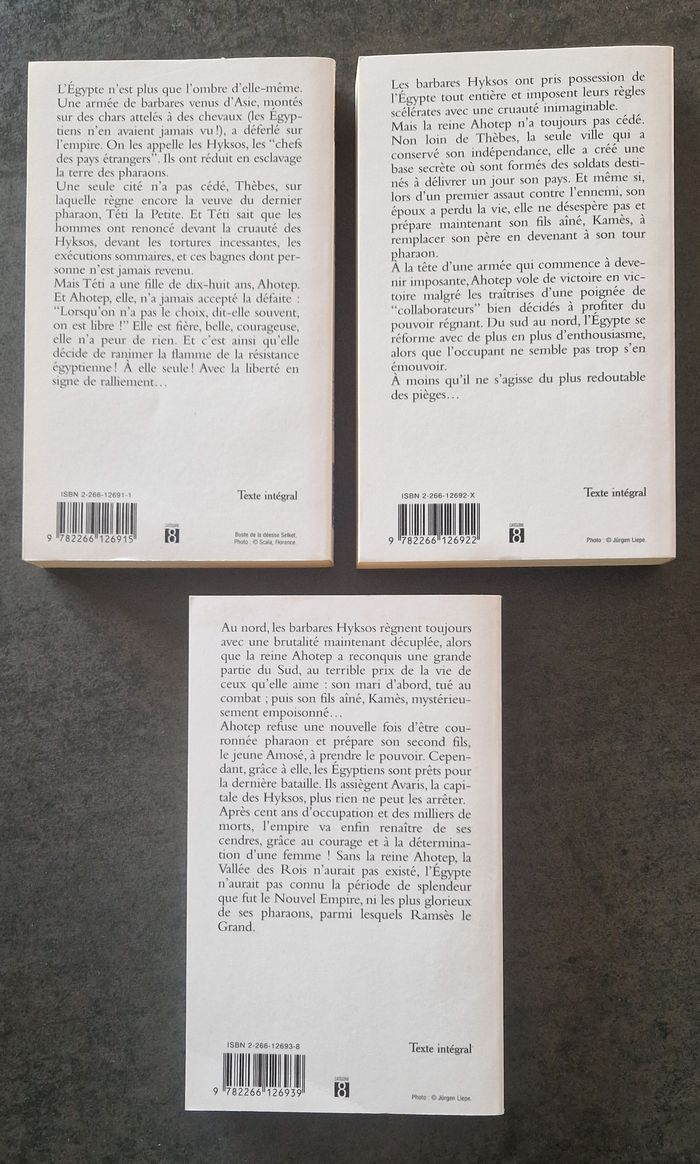 L'Égypte n'est plus que l'ombre d'elle-même.
Une armée de barbares venus d'Asie, montés
sur des chars attelés à des chevaux (les Égyp-
tiens n'en avaient jamais vu !), a déferlé sur
l'empire. On les appelle les Hyksos, les “chefs
des pays étrangers”. Ils ont réduit en esclavage
la terre des pharaons.
Une seule cité n'a pas cédé, Thèbes, sur
laquelle règne encore la veuve du dernier
pharaon, Téti la Petite. Et Téti sait que les
hommes ont renoncé devant la cruauté des
Hyksos, devant les tortures incessantes, les
exécutions sommaires, et ces bagnes dont per-
sonne n'est jamais revenu.
Mais Téti a une fille de dix-huit ans, Ahotep.
Et Ahotep, elle, n'a jamais accepté la défaite :
“Lorsqu'on n'a pas le choix, dit-elle souvent,
on est libre !” Elle est fière, belle, courageuse,
elle n'a peur de rien. Et c'est ainsi qu'elle
décide de ranimer la flamme de la résistance
égyptienne ! À elle seule ! Avec la liberté en
signe de ralliement…
ISBN 2-266-12691-1
9 782266 126915
CATÉGORIE
8
Texte intégral
Buste de la déesse Selket.
Photo : © Scala, Florence.
Les barbares Hyksos ont pris possession de
l'Égypte tout entière et imposent leurs règles
scélérates avec une cruauté inimaginable.
Mais la reine Ahotep n'a toujours pas cédé.
Non loin de Thèbes, la seule ville qui a
conservé son indépendance, elle a créé une
base secrète où sont formés des soldats desti-
nés à délivrer un jour son pays. Et même si,
lors d'un premier assaut contre l'ennemi, son
époux a perdu la vie, elle ne désespère pas et
prépare maintenant son fils aîné, Kamès, à
remplacer son père en devenant à son tour
pharaon.
À la tête d'une armée qui commence à deve-
nir imposante, Ahotep vole de victoire en vic-
toire malgré les traîtrises d'une poignée de
“collaborateurs” bien décidés à profiter du
pouvoir régnant. Du sud au nord, l'Égypte se
réforme avec de plus en plus d'enthousiasme,
alors que l'occupant ne semble pas trop s'en
émouvoir.
À moins qu'il ne s'agisse du plus redoutable
des pièges…
ISBN 2-266-12692-X
9 782266 126922
CATÉGORIE
8
Texte intégral
Photo : © Jürgen Liepe.
Au nord, les barbares Hyksos règnent toujours
avec une brutalité maintenant décuplée, alors
que la reine Ahotep a reconquis une grande
partie du Sud, au terrible prix de la vie de
ceux qu'elle aime : son mari d'abord, tué au
combat ; puis son fils aîné, Kamès, mystérieu-
sement empoisonné…
Ahotep refuse une nouvelle fois d'être cou-
ronnée pharaon et prépare son second fils,
le jeune Amosé, à prendre le pouvoir. Cepen-
dant, grâce à elle, les Égyptiens sont prêts pour
la dernière bataille. Ils assiègent Avaris, la capi-
tale des Hyksos, plus rien ne peut les arrêter.
Après cent ans d'occupation et des milliers de
morts, l'empire va enfin renaître de ses
cendres, grâce au courage et à la détermina-
tion d'une femme ! Sans la reine Ahotep, la
Vallée des Rois n'aurait pas existé, l'Égypte
n'aurait pas connu la période de splendeur
que fut le Nouvel Empire, ni les plus glorieux
de ses pharaons, parmi lesquels Ramsès le
Grand.
ISBN 2-266-12693-8
9 782266 126939
CATÉGORIE
8
Texte intégral
Photo : © Jürgen Liepe.